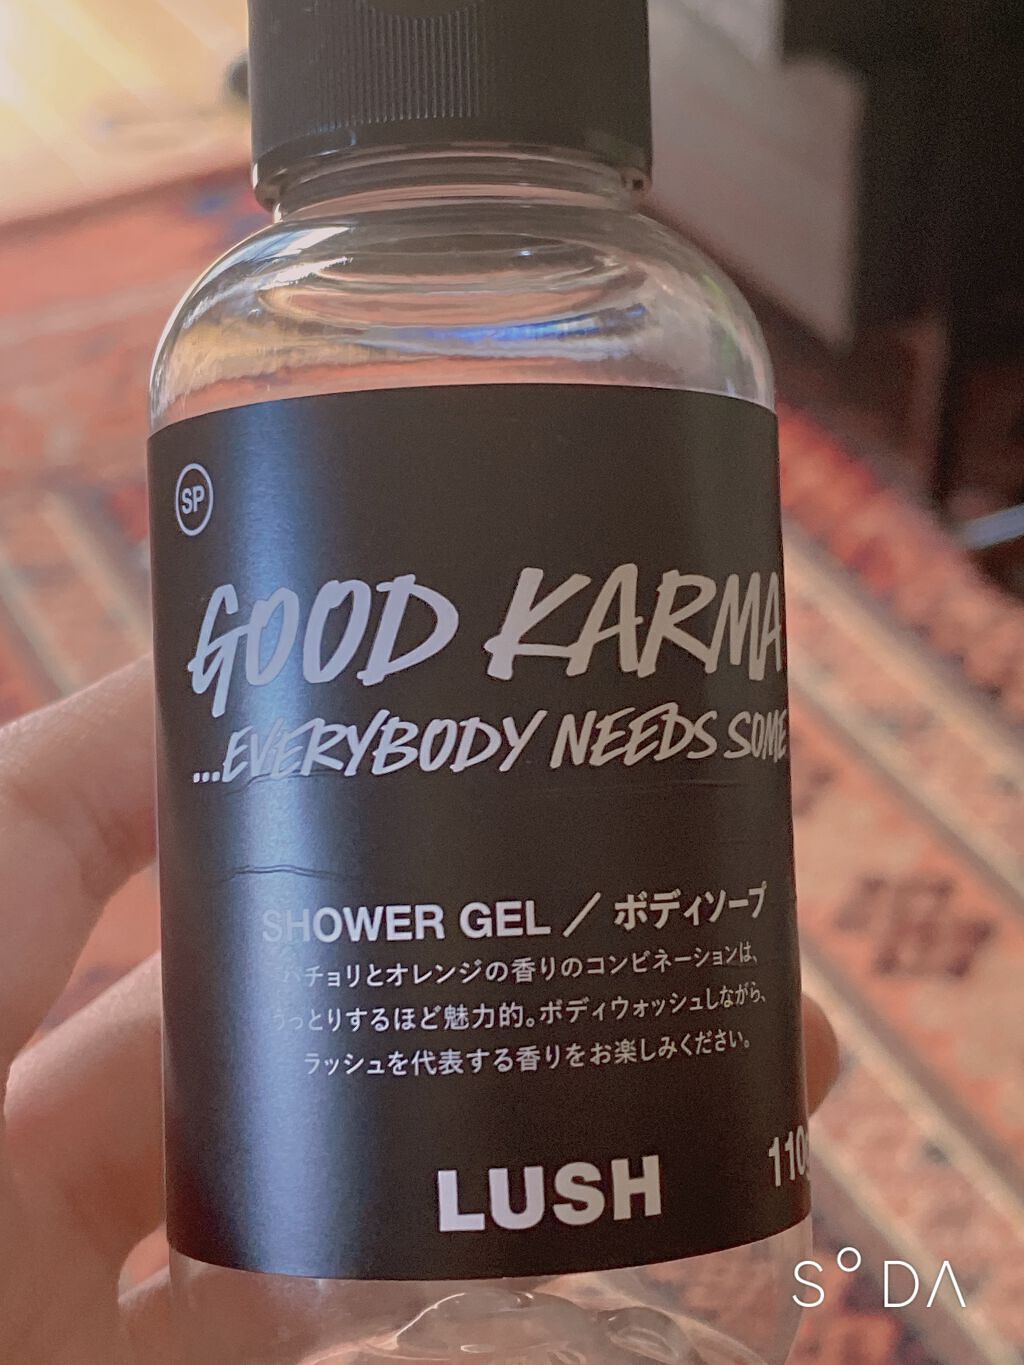 SP
GOOD KARMA
...EVERYBODY NEEDS SOME
SHOWER GEL／ボディソープ
パチョリとオレンジの香りのコンビネーションは、
うっとりするほど魅力的。ボディウォッシュしながら、
ラッシュを代表する香りをお楽しみください。
110g
LUSH
S°DA